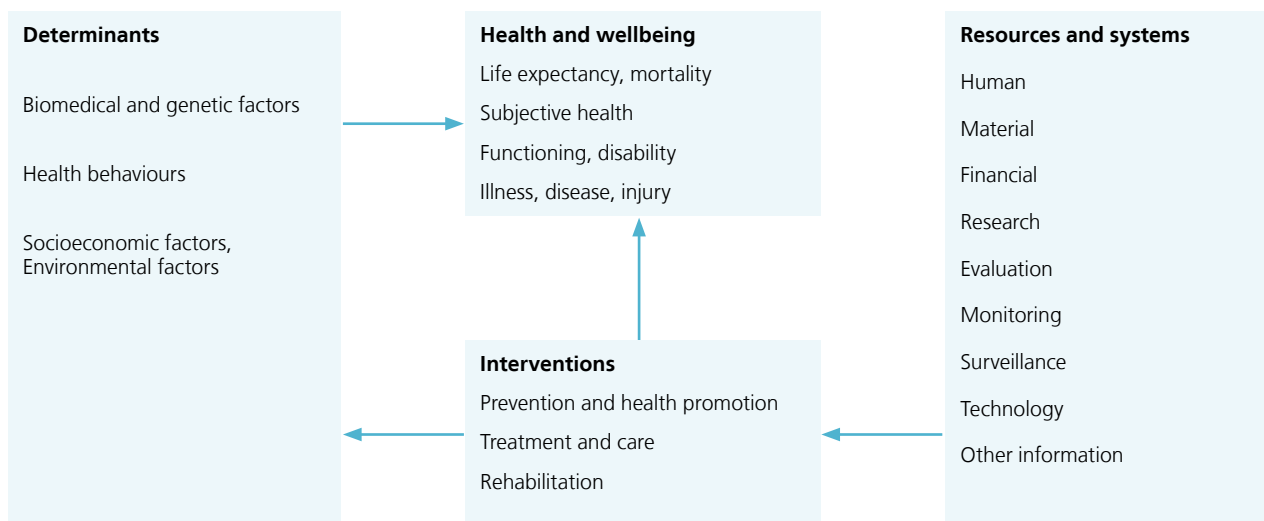 Determinants
Biomedical and genetic factors
Health behaviours
Socioeconomic factors,
Environmental factors
Health and wellbeing
Life expectancy, mortality
Subjective health
Functioning, disability
Illness, disease, injury
Interventions
Prevention and health promotion
Treatment and care
Rehabilitation
Resources and systems
Human
Material
Financial
Research
Evaluation
Monitoring
Surveillance
Technology
Other information